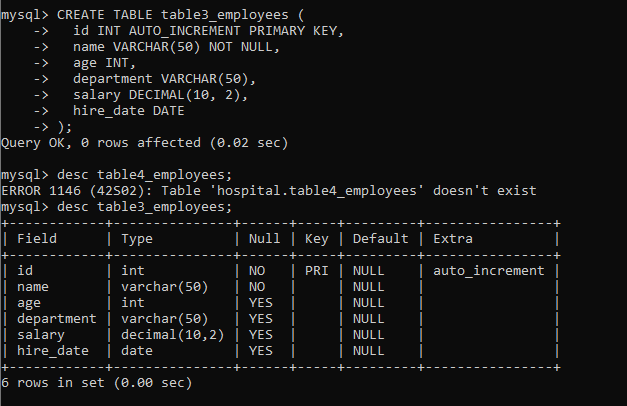 mysql> CREATE TABLE table3_employees (
    ->   id INT AUTO_INCREMENT PRIMARY KEY,
    ->   name VARCHAR(50) NOT NULL,
    ->   age INT,
    ->   department VARCHAR(50),
    ->   salary DECIMAL(10, 2),
    ->   hire_date DATE
    -> );
Query OK, 0 rows affected (0.02 sec)

mysql> desc table4_employees;
ERROR 1146 (42S02): Table 'hospital.table4_employees' doesn't exist
mysql> desc table3_employees;
+------------+---------------+------+-----+---------+----------------+
| Field      | Type          | Null | Key | Default | Extra          |
+------------+---------------+------+-----+---------+----------------+
| id         | int           | NO   | PRI | NULL    | auto_increment |
| name       | varchar(50)   | NO   |     | NULL    |                |
| age        | int           | YES  |     | NULL    |                |
| department | varchar(50)   | YES  |     | NULL    |                |
| salary     | decimal(10,2) | YES  |     | NULL    |                |
| hire_date  | date          | YES  |     | NULL    |                |
+------------+---------------+------+-----+---------+----------------+
6 rows in set (0.00 sec)